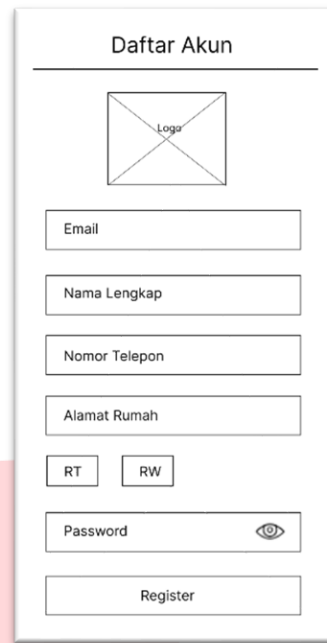 Daftar Akun
Logo
Email
Nama Lengkap
Nomor Telepon
Alamat Rumah
RT RW
Password
Register